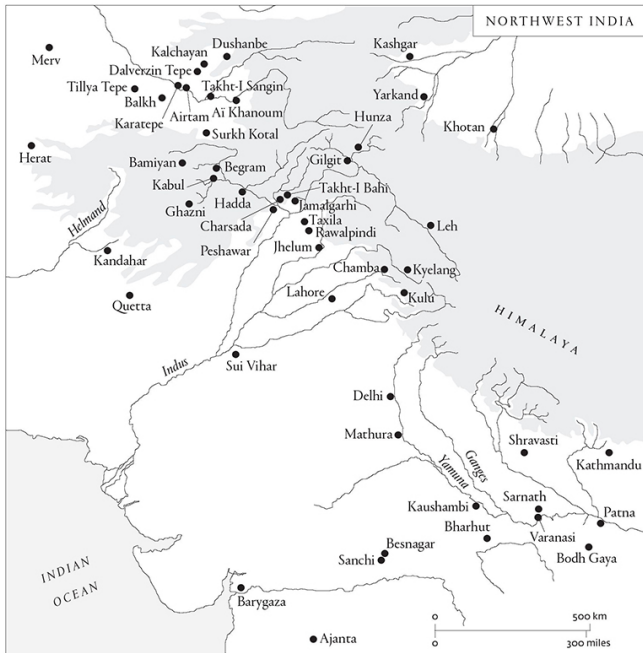 NORTHWEST INDIA
Merv
Kalchayan
Dushanbe
Kashgar
Dalverzin Tepe
Tillya Tepe
Takht-I Sangin
Yarkand
Balkh
Karatepe
Airtam
Aï Khanoum
Hunza
Khotan
Surkh Kotal
Herat
Bamiyan
Begram
Gilgit
Kabul
Takht-I Bahi
Hadda
Jamalgarhi
Ghazni
Charsada
Taxila
Helmand
Peshawar
Rawalpindi
Leh
Kandahar
Jhelum
Chamba
Kyelang
Quetta
Lahore
Kulu
HIMALAYA
Indus
Sui Vihar
Delhi
Mathura
Shravasti
Ganges
Kathmandu
Yamuna
Kaushambi
Sarnath
Patna
Bharhut
Varanasi
Besnagar
Sanchi
Bodh Gaya
INDIAN
OCEAN
Barygaza
0 500 km
0 300 miles
Ajanta